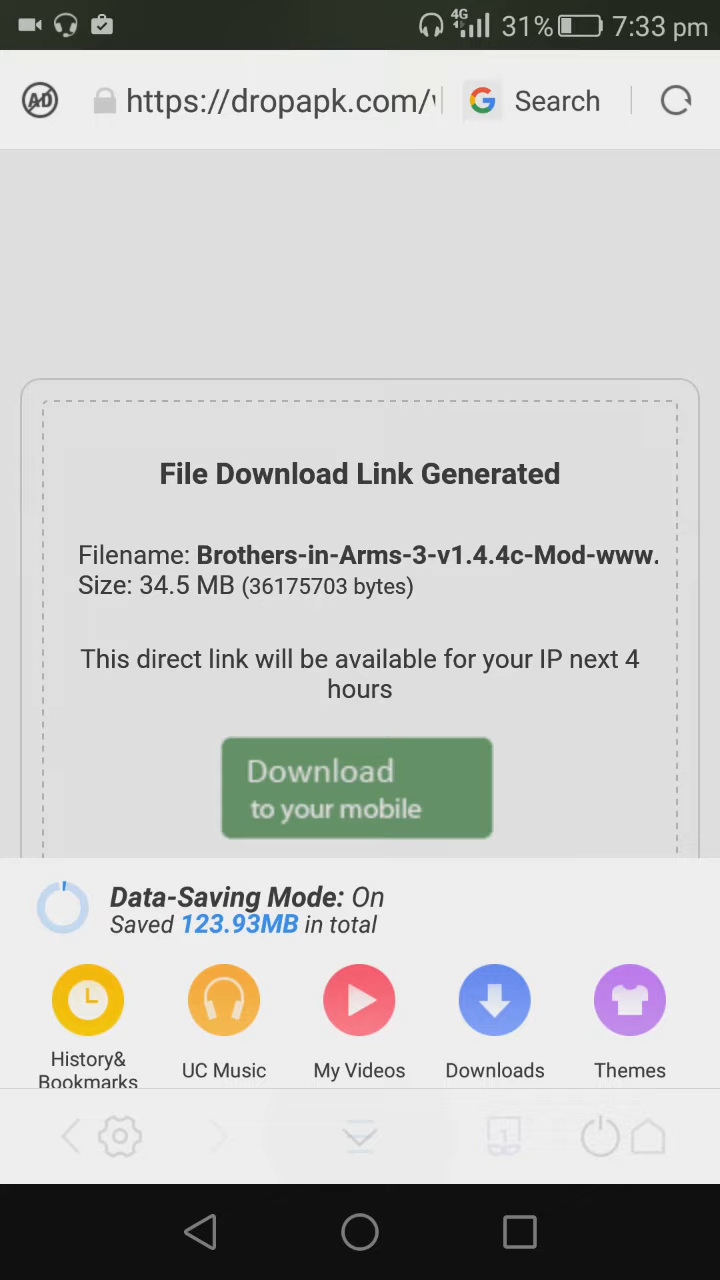 4G 31% 7:33 pm
AD https://dropapk.com/ G Search
File Download Link Generated
Filename: Brothers-in-Arms-3-v1.4.4c-Mod-www.
Size: 34.5 MB (36175703 bytes)
This direct link will be available for your IP next 4
hours
Download
to your mobile
Data-Saving Mode: On
Saved 123.93MB in total
History&
Bookmarks
UC Music
My Videos
Downloads
Themes
1